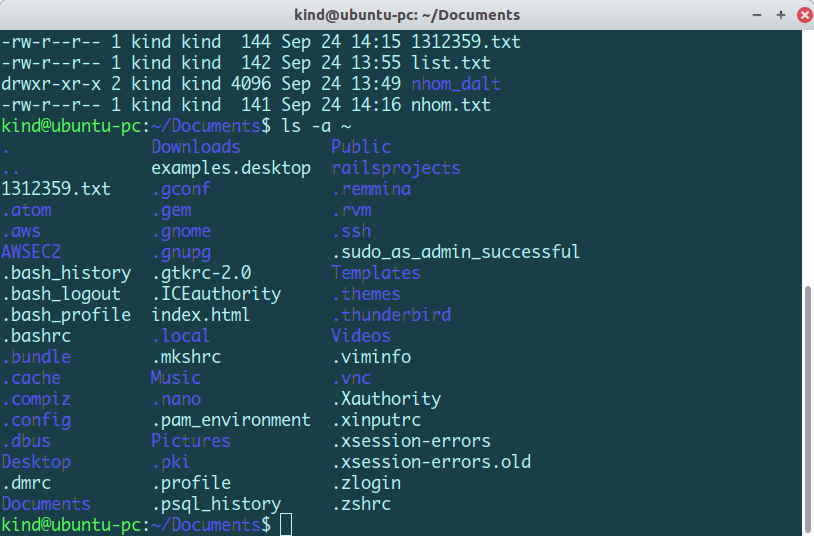 kind@ubuntu-pc: ~/Documents
-rw-r--r-- 1 kind kind  144 Sep 24 14:15 1312359.txt
-rw-r--r-- 1 kind kind  142 Sep 24 13:55 list.txt
drwxr-xr-x 2 kind kind 4096 Sep 24 13:49 nhom_dalt
-rw-r--r-- 1 kind kind  141 Sep 24 14:16 nhom.txt
kind@ubuntu-pc:~/Documents$ ls -a ~
.              Downloads         Public
..             examples.desktop  railsprojects
1312359.txt    .gconf            .remmina
.atom          .gem              .rvm
.aws           .gnome            .ssh
AWSEC2         .gnupg            .sudo_as_admin_successful
.bash_history  .gtkrc-2.0        Templates
.bash_logout   .ICEauthority     .themes
.bash_profile  index.html        .thunderbird
.bashrc        .local            Videos
.bundle        .mkshrc           .viminfo
.cache         Music             .vnc
.compiz        .nano             .Xauthority
.config        .pam_environment  .xinputrc
.dbus          Pictures          .xsession-errors
Desktop        .pki              .xsession-errors.old
.dmrc          .profile          .zlogin
Documents      .psql_history     .zshrc
kind@ubuntu-pc:~/Documents$